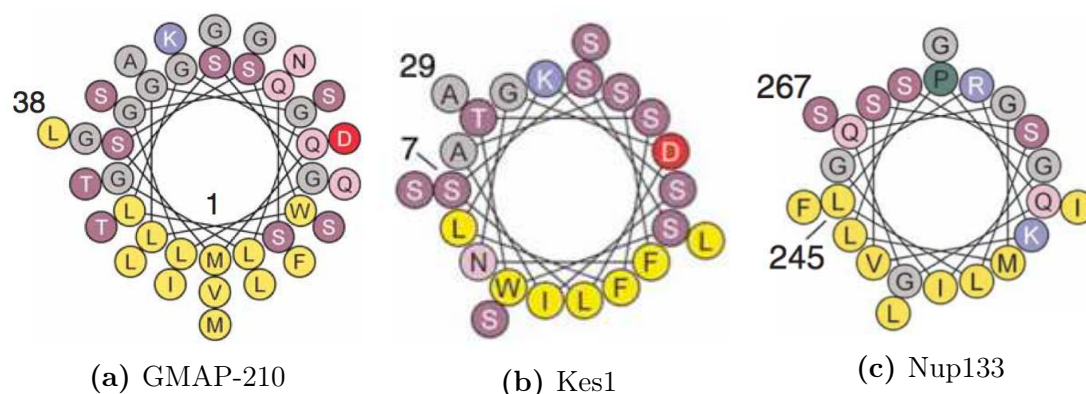 K G G
A G S S N
G Q
S G G S
38
L G S Q D
T G G Q
1
T L W S
L S
L L M L F
I V L
M
(a) GMAP-210
S
29
A G K S S
T S
A D
7
S S S
L S L
N F
W I L F
S
(b) Kes1
G
P R
267
S S S G
Q S
G G
F L Q I
245
L K
V M
G I L
L
(c) Nup133